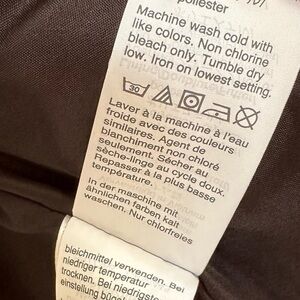 polyester
Machine wash cold with
like colors. Non chlorine
bleach only. Tumble dry
low. Iron on lowest setting.
30
Laver à la machine à l'eau
froide avec des couleurs
similaires. Agent de
blanchiment non chloré
seulement. Sécher au
sèche-linge au cycle doux.
Repasser à la plus basse
température.
In der maschine mit
ähnlichen farben kalt
waschen. Nur chlorfreies
bleichmittel verwenden. Bei
niedriger temperatur
trocknen. Bei niedrigste
einstellung bügeln